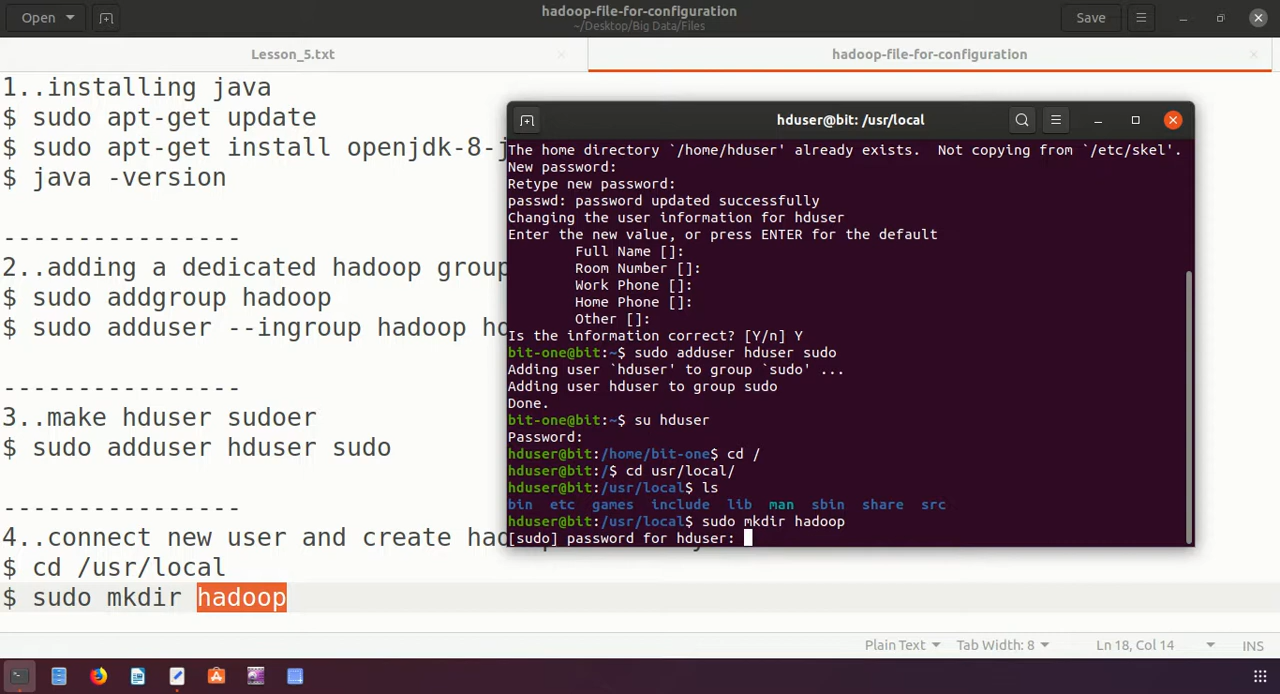 Open
hadoop-file-for-configuration
~/Desktop/Big Data/Files
Save
Lesson_5.txt
hadoop-file-for-configuration
1..installing java
$ sudo apt-get update
$ sudo apt-get install openjdk-8-j
$ java -version
---------------
2..adding a dedicated hadoop group
$ sudo addgroup hadoop
$ sudo adduser --ingroup hadoop
---------------
3..make hduser sudoer
$ sudo adduser hduser sudo
---------------
4..connect new user and create
$ cd /usr/local
$ sudo mkdir hadoop
hduser@bit: /usr/local
The home directory `/home/hduser' already exists.  Not copying from `/etc/skel'.
New password:
Retype new password:
passwd: password updated successfully
Changing the user information for hduser
Enter the new value, or press ENTER for the default
Full Name []:
Room Number []:
Work Phone []:
Home Phone []:
Other []:
Is the information correct? [Y/n] Y
bit-one@bit:~$ sudo adduser hduser sudo
Adding user `hduser' to group `sudo' ...
Adding user hduser to group sudo
Done.
bit-one@bit:~$ su hduser
Password:
hduser@bit:/home/bit-one$ cd /
hduser@bit:/$ cd usr/local/
hduser@bit:/usr/local$ ls
bin  etc  games  include  lib  man  sbin  share  src
hduser@bit:/usr/local$ sudo mkdir hadoop
[sudo] password for hduser:
Plain Text
Tab Width: 8
Ln 18, Col 14
INS